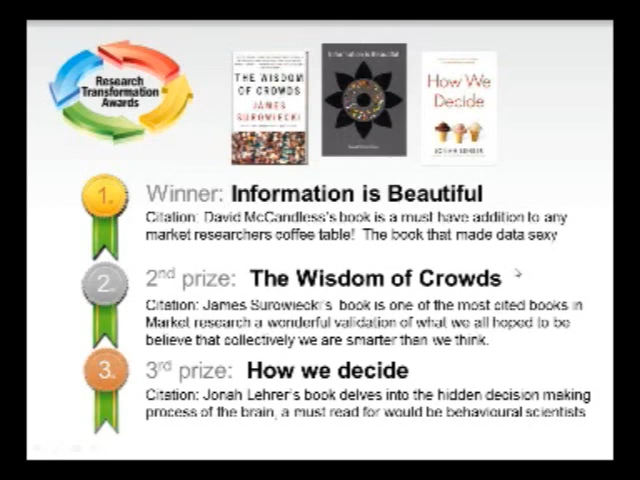 Research
Transformation
Awards
THE WISDOM
OF CROWDS
JAMES
SUROWIECKI
Information is Beautiful
How We
Decide
1.
Winner: Information is Beautiful
Citation: David McCandless's book is a must have addition to any
market researchers coffee table! The book that made data sexy
2.
2nd prize: The Wisdom of Crowds
Citation: James Surowiecki's book is one of the most cited books in
Market research a wonderful validation of what we all hoped to be
believe that collectively we are smarter than we think.
3.
3rd prize: How we decide
Citation: Jonah Lehrer's book delves into the hidden decision making
process of the brain, a must read for would be behavioural scientists